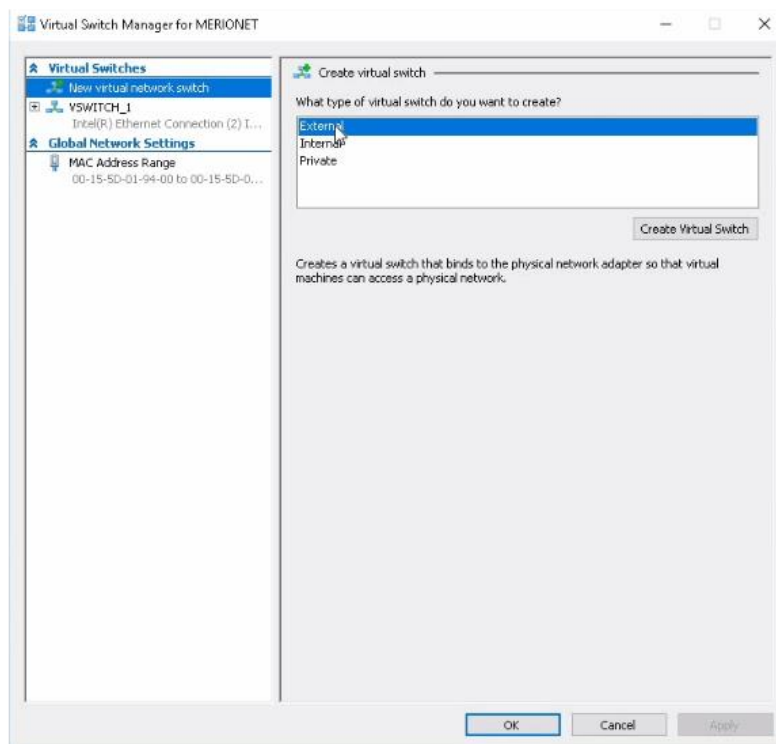 Virtual Switch Manager for MERIONET
Virtual Switches
New virtual network switch
VSWITCH_1
Intel(R) Ethernet Connection (2) I...
Global Network Settings
MAC Address Range
00-15-5D-01-94-00 to 00-15-5D-0...
Create virtual switch
What type of virtual switch do you want to create?
External
Internal
Private
Create Virtual Switch
Creates a virtual switch that binds to the physical network adapter so that virtual
machines can access a physical network.
OK
Cancel
Apply